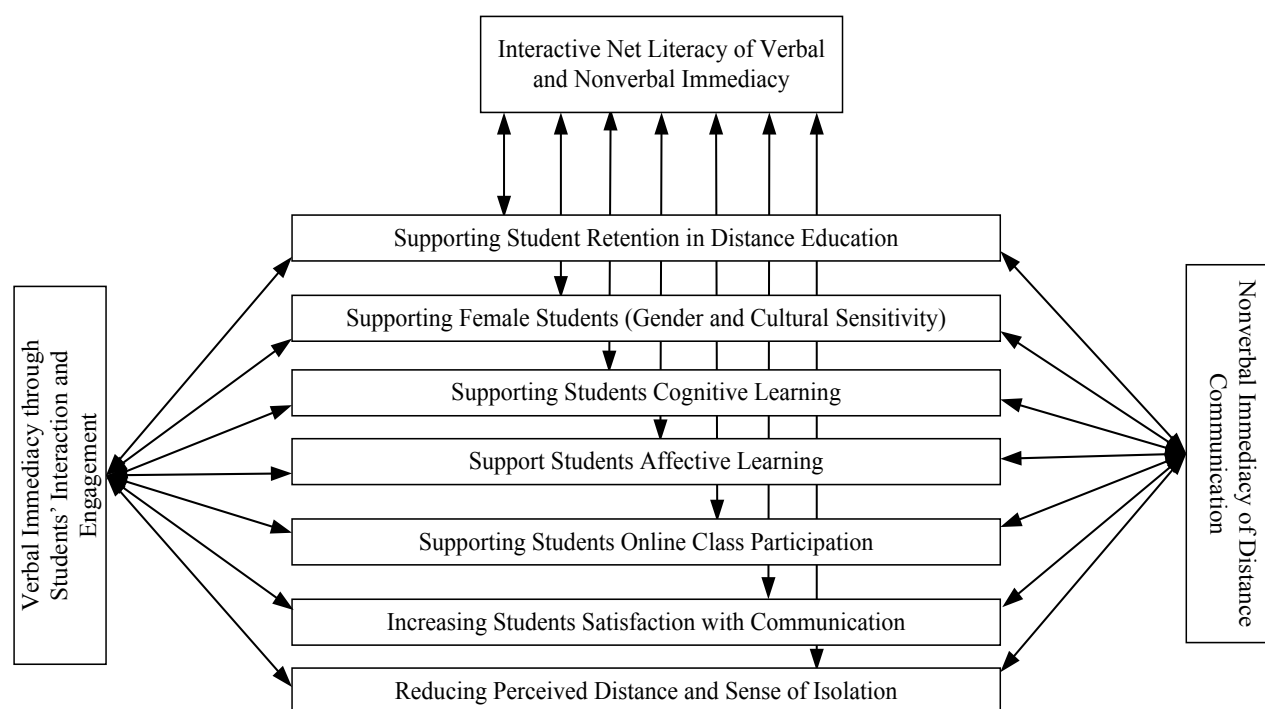 Interactive Net Literacy of Verbal
and Nonverbal Immediacy
Supporting Student Retention in Distance Education
Supporting Female Students (Gender and Cultural Sensitivity)
Supporting Students Cognitive Learning
Support Students Affective Learning
Supporting Students Online Class Participation
Increasing Students Satisfaction with Communication
Reducing Perceived Distance and Sense of Isolation
Verbal Immediacy through
Students’ Interaction and
Engagement
Nonverbal Immediacy of Distance
Communication